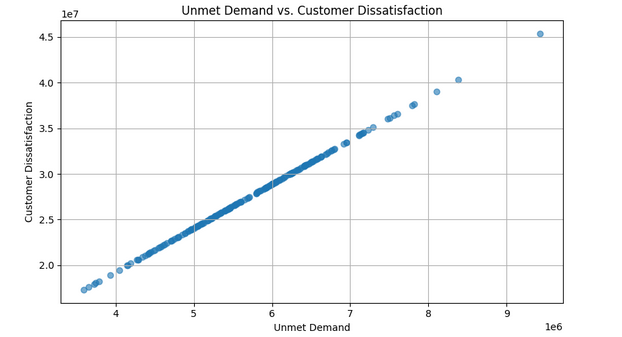 Unmet Demand vs. Customer Dissatisfaction
1e7
4.5
4.0
3.5
3.0
2.5
2.0
Customer Dissatisfaction
4 5 6 7 8 9
1e6
Unmet Demand